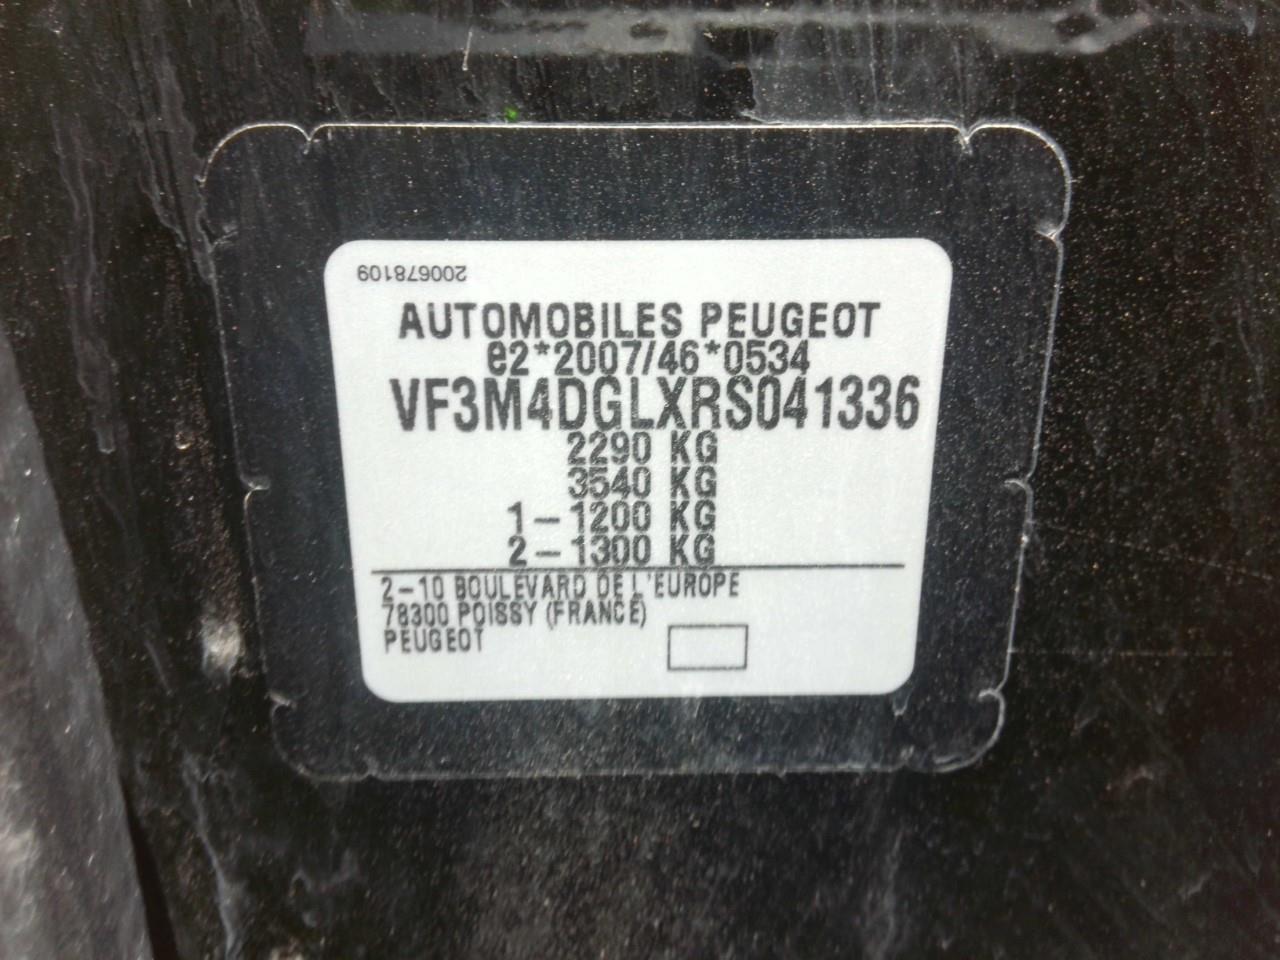 200678109
AUTOMOBILES PEUGEOT
e2*2007/46*0534
VF3M4DGLXRS041336
2290 KG
3540 KG
1-1200 KG
2-1300 KG
2-10 BOULEVARD DE L'EUROPE
78300 POISSY (FRANCE)
PEUGEOT